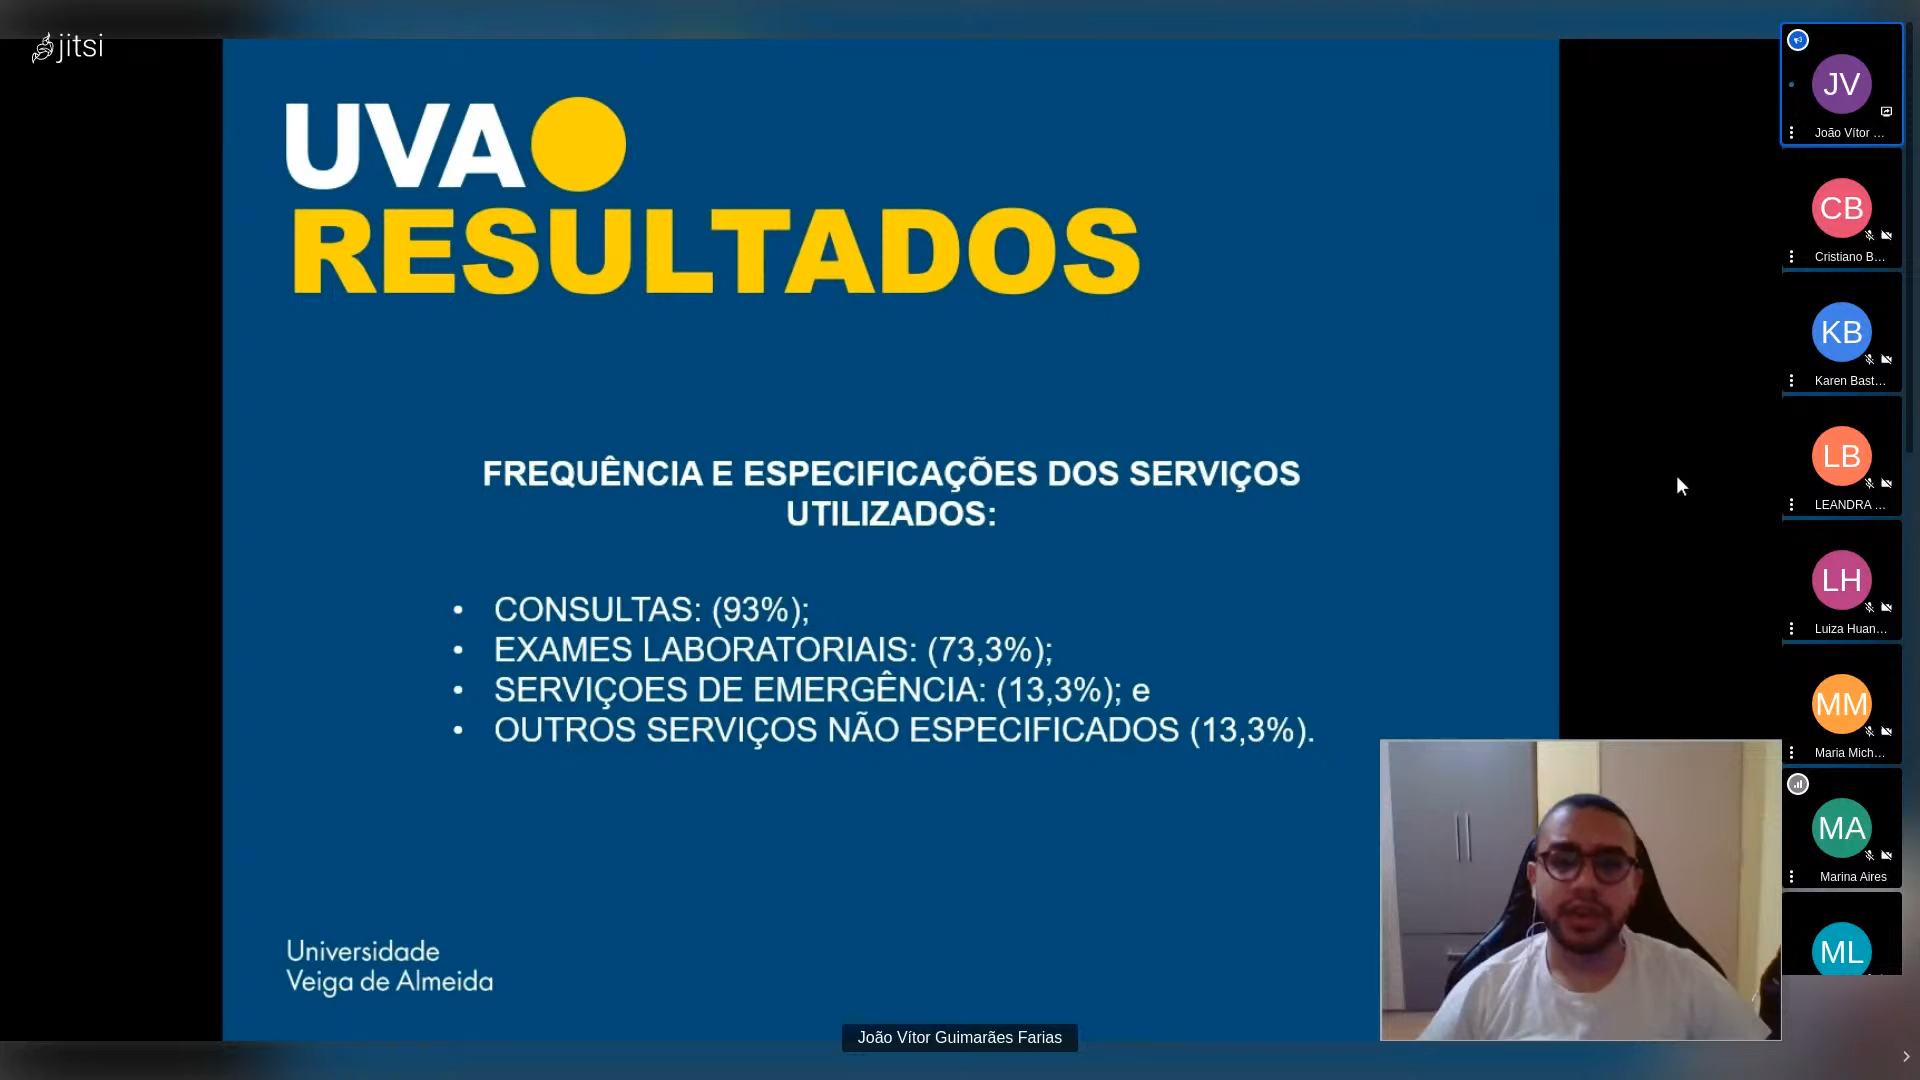 jitsi
UVA
RESULTADOS
FREQUÊNCIA E ESPECIFICAÇÕES DOS SERVIÇOS
UTILIZADOS:
• CONSULTAS: (93%);
• EXAMES LABORATORIAIS: (73,3%);
• SERVIÇOES DE EMERGÊNCIA: (13,3%); e
• OUTROS SERVIÇOS NÃO ESPECIFICADOS (13,3%).
Universidade
Veiga de Almeida
João Vítor Guimarães Farias
JV
João Vítor ...
CB
Cristiano B...
KB
Karen Bast...
LB
LEANDRA ...
LH
Luiza Huan...
MM
Maria Mich...
MA
Marina Aires
ML